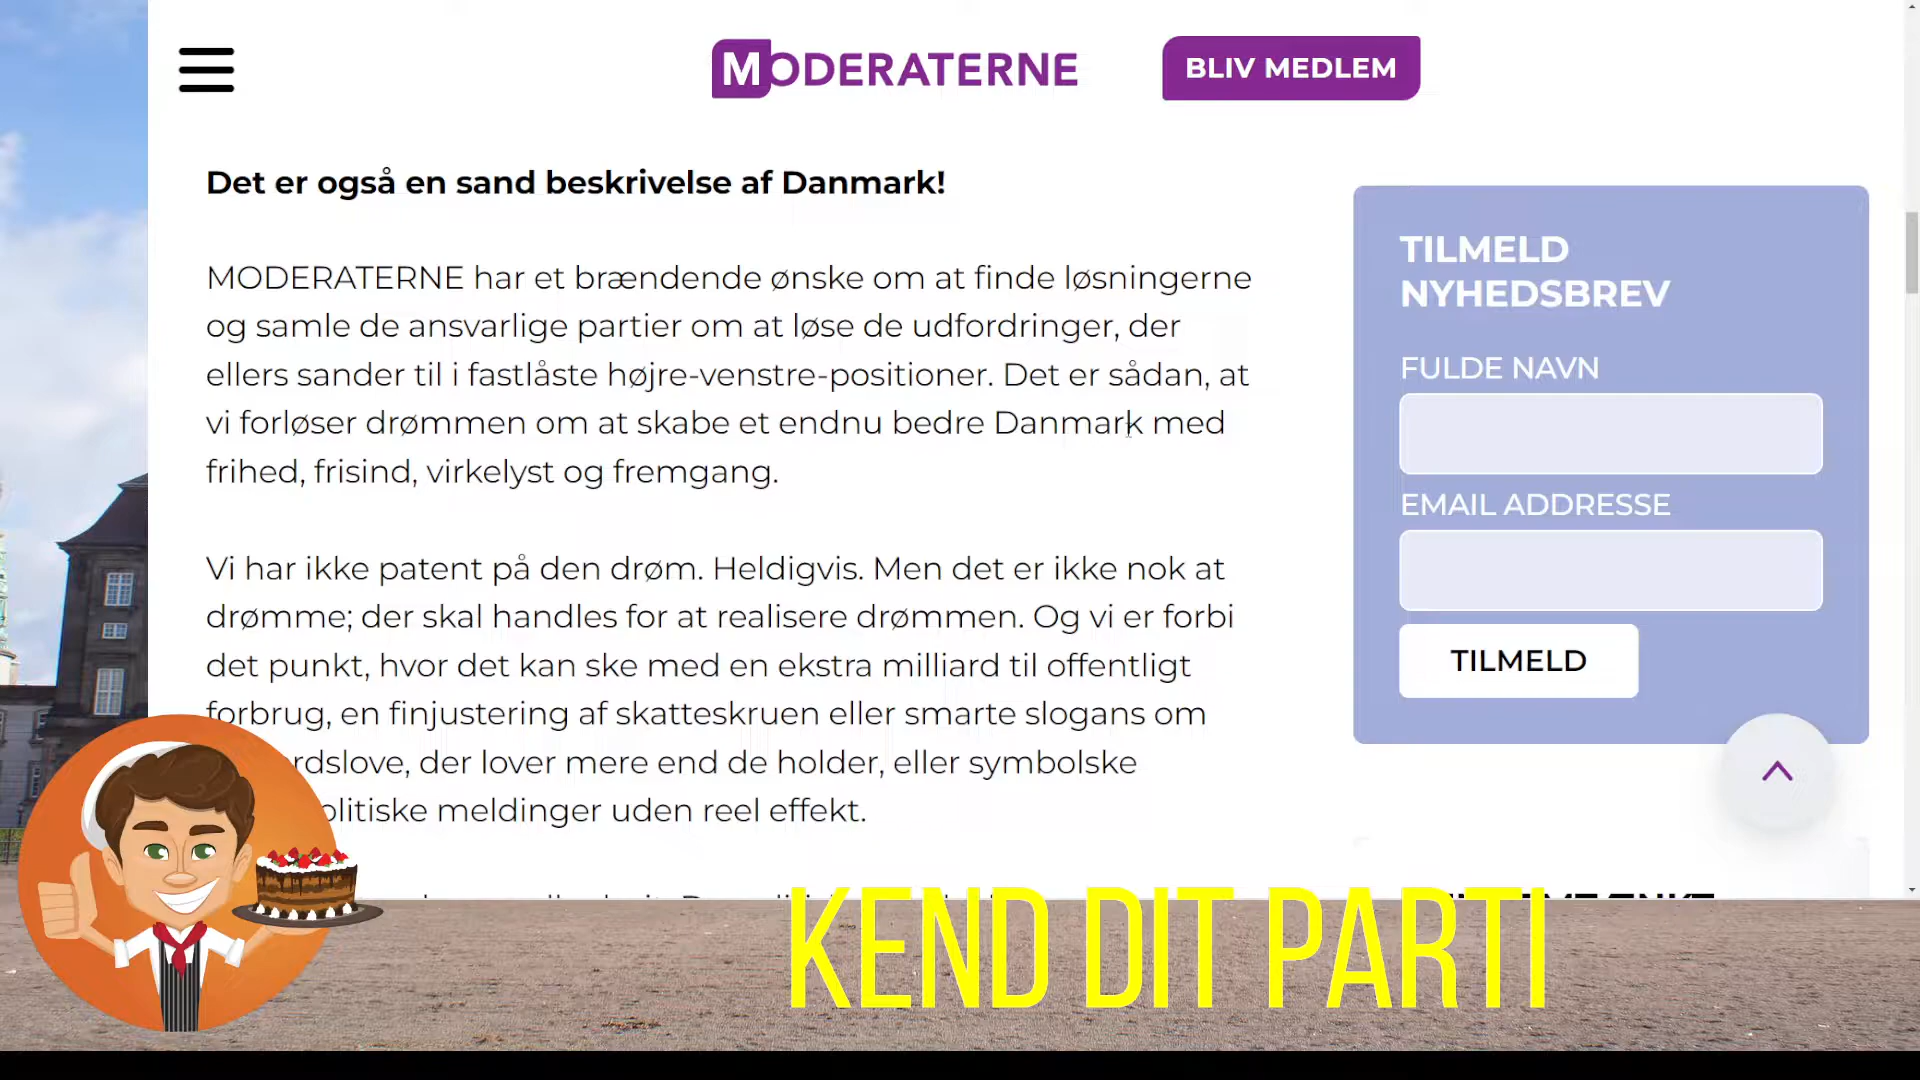 MODERATERNE
BLIV MEDLEM
Det er også en sand beskrivelse af Danmark!
MODERATERNE har et brændende ønske om at finde løsningerne
og samle de ansvarlige partier om at løse de udfordringer, der
ellers sander til i fastlåste højre-venstre-positioner. Det er sådan, at
vi forløser drømmen om at skabe et endnu bedre Danmark med
frihed, frisind, virkelyst og fremgang.
Vi har ikke patent på den drøm. Heldigvis. Men det er ikke nok at
drømme; der skal handles for at realisere drømmen. Og vi er forbi
det punkt, hvor det kan ske med en ekstra milliard til offentligt
forbrug, en finjustering af skatteskruen eller smarte slogans om
rdslove, der lover mere end de holder, eller symbolske
olitiske meldinger uden reel effekt.
TILMELD
NYHEDSBREV
FULDE NAVN
EMAIL ADDRESSE
TILMELD
KEND DIT PARTI